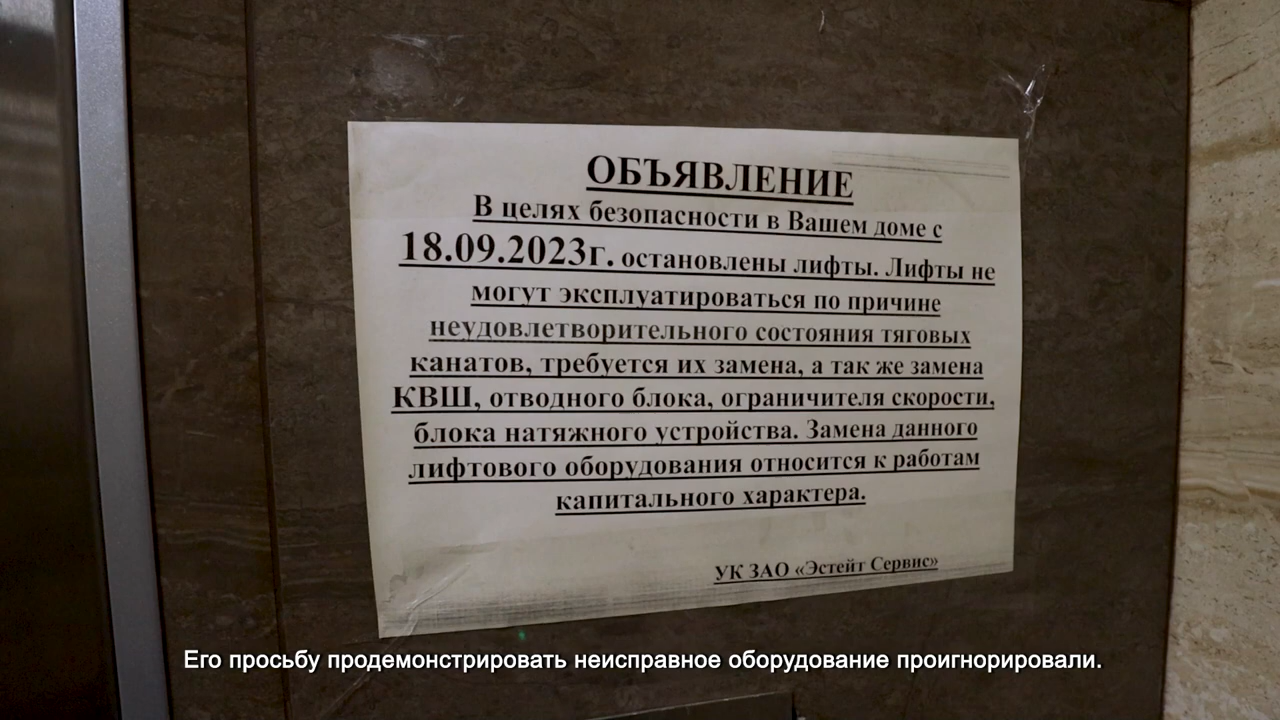 ОБЪЯВЛЕНИЕ
В целях безопасности в Вашем доме с
18.09.2023г. остановлены лифты. Лифты не
могут эксплуатироваться по причине
неудовлетворительного состояния тяговых
канатов, требуется их замена, а так же замена
КВШ, отводного блока, ограничителя скорости,
блока натяжного устройства. Замена данного
лифтового оборудования относится к работам
капитального характера.
УК ЗАО «Эстейт Сервис»
Его просьбу продемонстрировать неисправное оборудование проигнорировали.